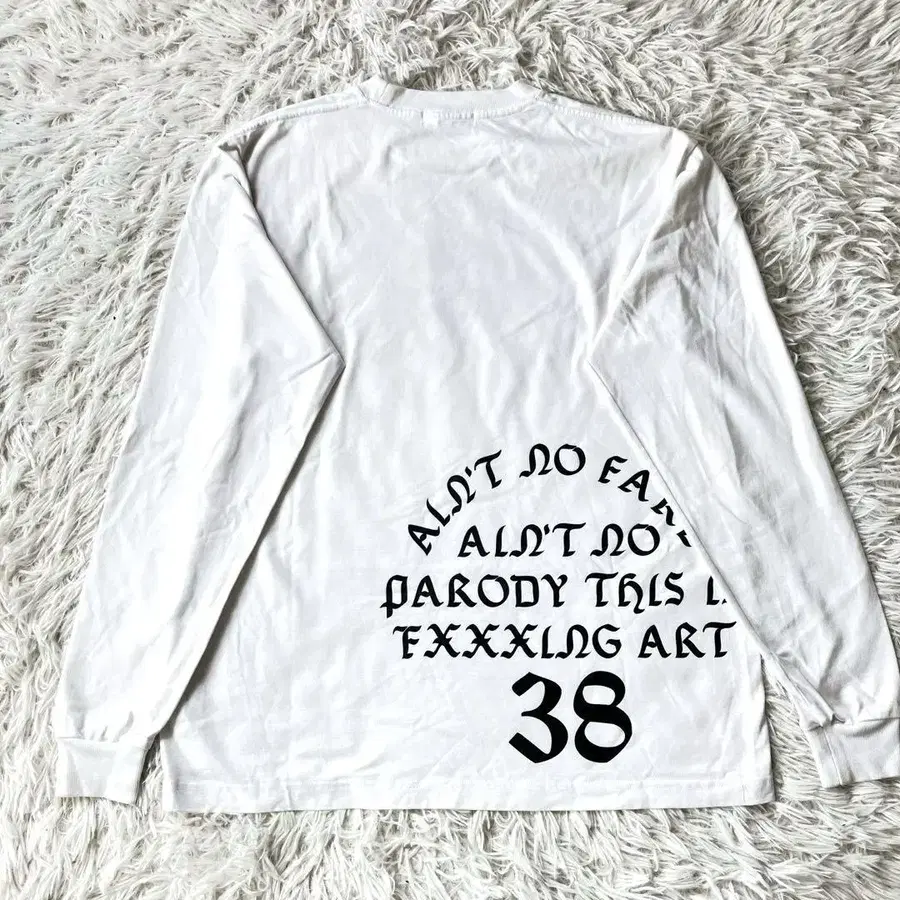 AIN'T NO
AIN'T NO
PARODY THIS
FXXXING ART
38